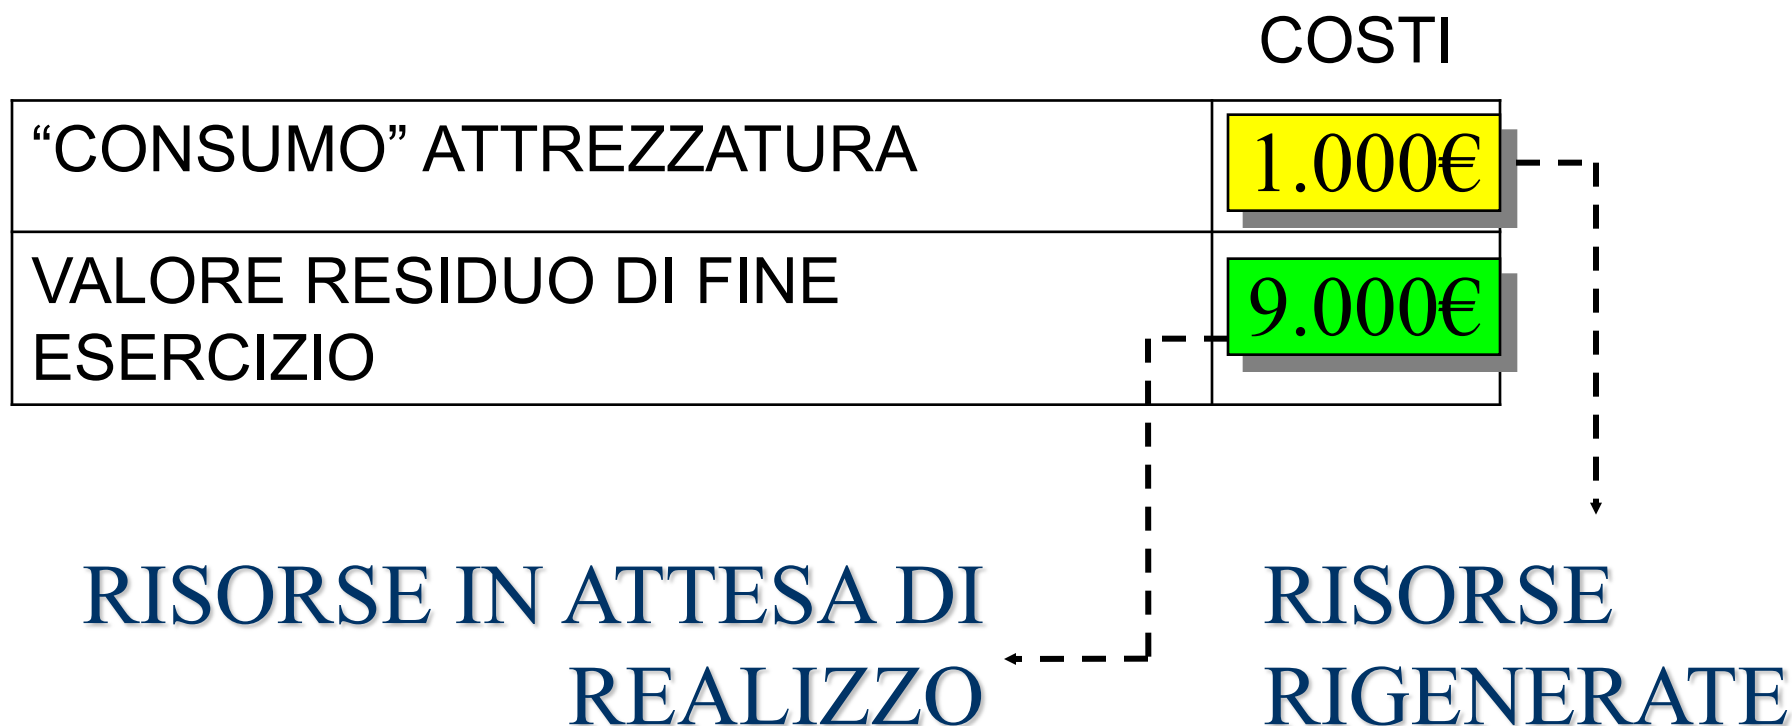 COSTI
“CONSUMO” ATTREZZATURA
1.000€
VALORE RESIDUO DI FINE
ESERCIZIO
9.000€
RISORSE IN ATTESA DI
REALIZZO
RISORSE
RIGENERATE